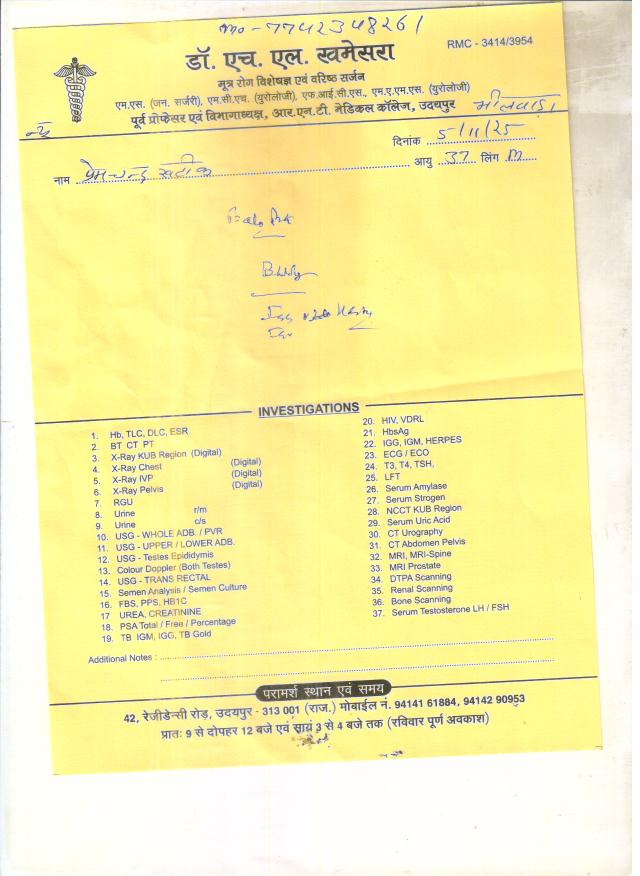 mo - 7742348261
डॉ. एच. एल. खमेसरा
RMC - 3414/3954
मूत्र रोग विशेषज्ञ एवं वरिष्ठ सर्जन
एम.एस. (जन. सर्जरी), एम.सी.एच. (युरोलोजी), एफ.आई.सी.एस., एम.ए.एम.एस. (युरोलोजी)
पूर्व प्रोफेसर एवं विभागाध्यक्ष, आर.एन.टी. मेडिकल कॉलेज, उदयपुर भीलवाड़ा
दिनांक 5/11/25
नाम प्रेमचन्द्र खटीक आयु 37 लिंग M
INVESTIGATIONS
1. Hb, TLC, DLC, ESR
2. BT CT PT
3. X-Ray KUB Region (Digital)
4. X-Ray Chest (Digital)
5. X-Ray IVP (Digital)
6. X-Ray Pelvis (Digital)
7. RGU
8. Urine r/m
9. Urine c/s
10. USG - WHOLE ADB. / PVR
11. USG - UPPER / LOWER ADB.
12. USG - Testes Epididymis
13. Colour Doppler (Both Testes)
14. USG - TRANS RECTAL
15. Semen Analysis / Semen Culture
16. FBS, PPS, HB1C
17 UREA, CREATININE
18. PSA Total / Free / Percentage
19. TB IGM, IGG, TB Gold
20. HIV, VDRL
21. HbsAg
22. IGG, IGM, HERPES
23. ECG / ECO
24. T3, T4, TSH,
25. LFT
26. Serum Amylase
27. Serum Strogen
28. NCCT KUB Region
29. Serum Uric Acid
30. CT Urography
31. CT Abdomen Pelvis
32. MRI, MRI-Spine
33. MRI Prostate
34. DTPA Scanning
35. Renal Scanning
36. Bone Scanning
37. Serum Testosterone LH / FSH
Additional Notes :
परामर्श स्थान एवं समय
42, रेजीडेन्सी रोड़, उदयपुर - 313 001 (राज.) मोबाईल नं. 94141 61884, 94142 90953
प्रातः 9 से दोपहर 12 बजे एवं सायं 3 से 4 बजे तक (रविवार पूर्ण अवकाश)